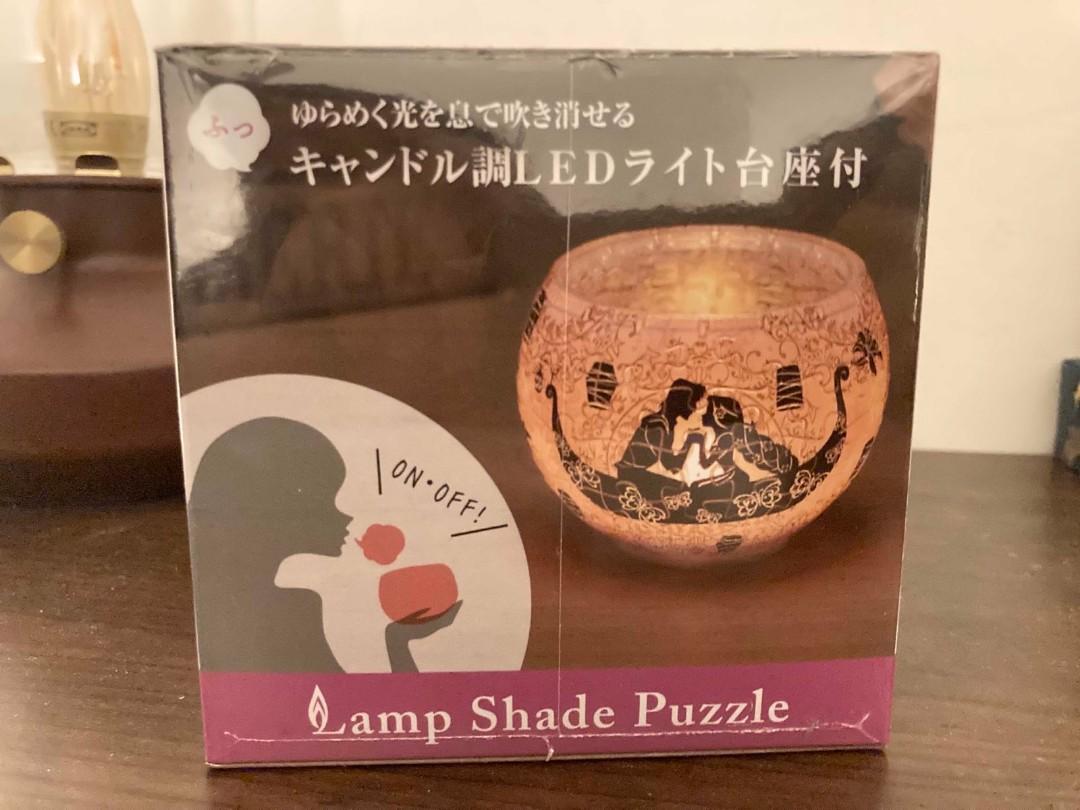 ふっ
ゆらめく光を息で吹き消せる
キャンドル調LEDライト台座付
ON・OFF!
Lamp Shade Puzzle